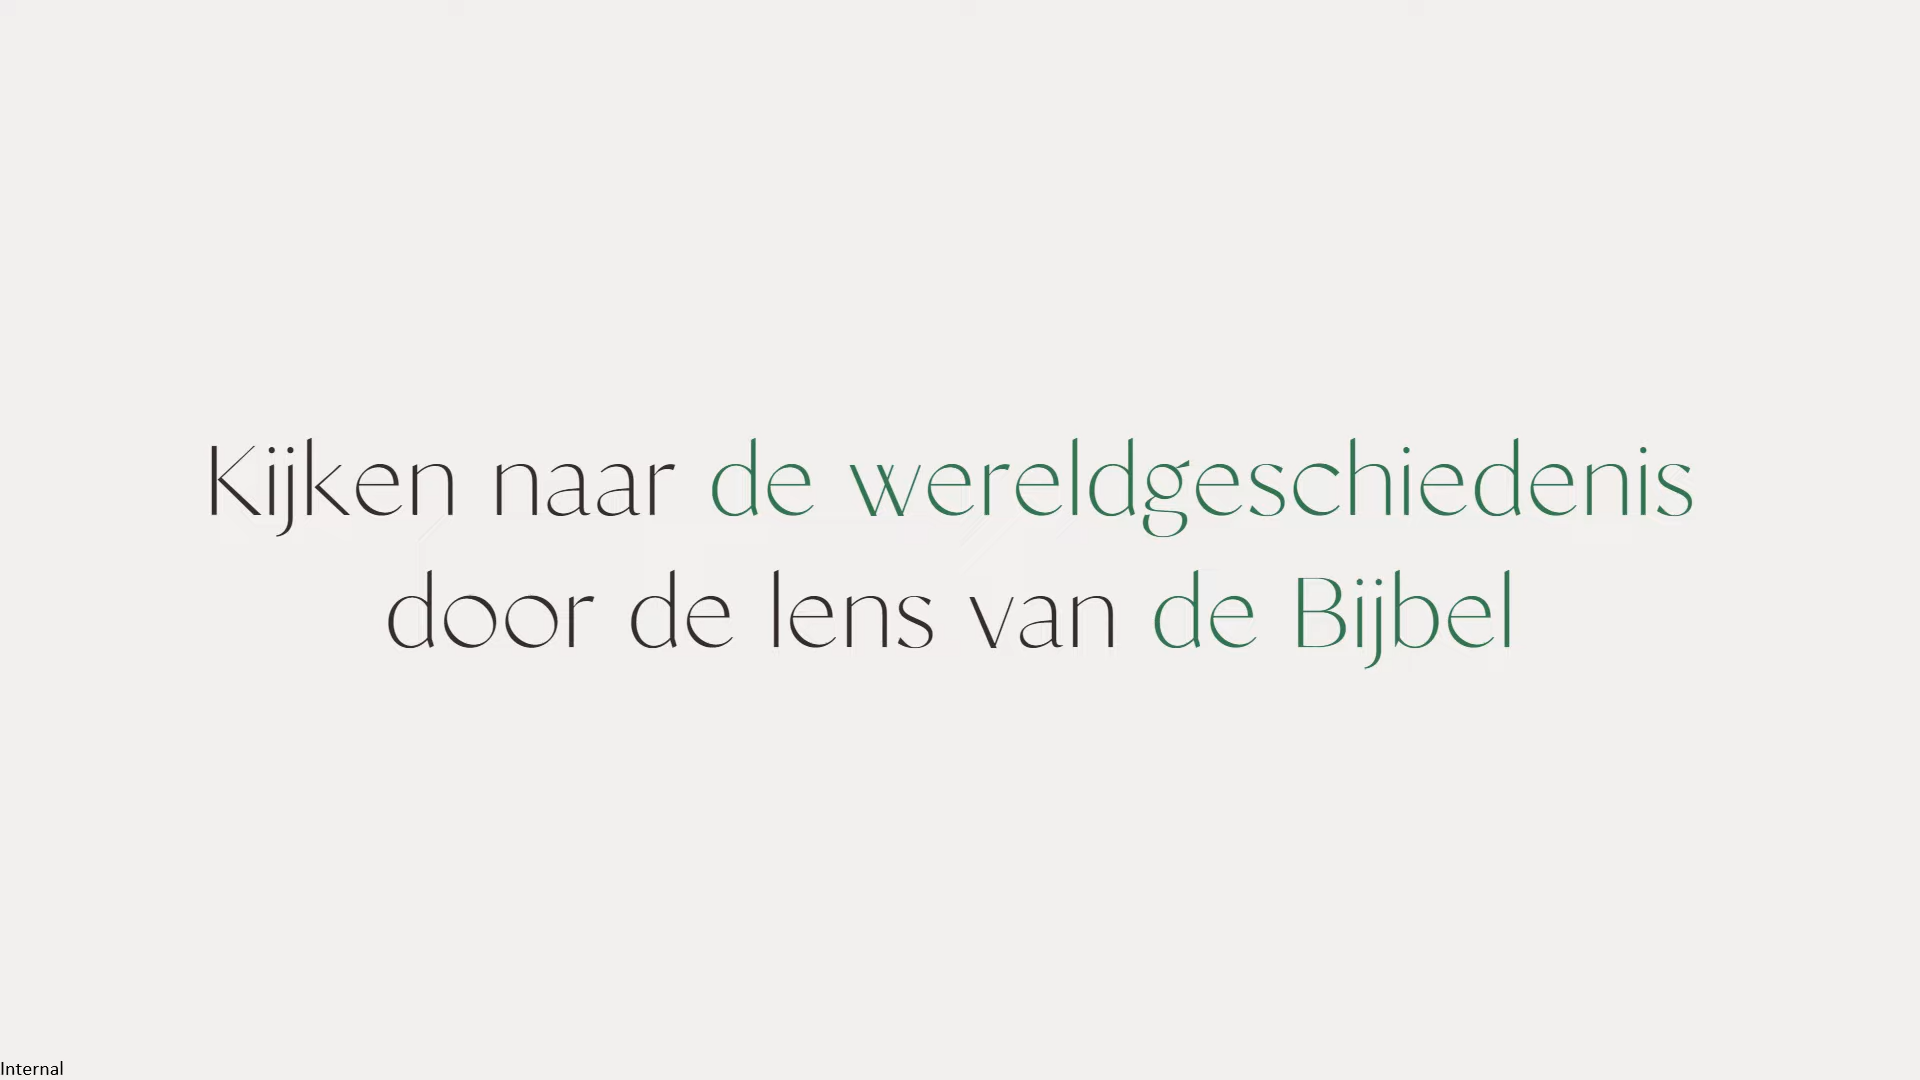 Kijken naar de wereldgeschiedenis
door de lens van de Bijbel
Internal